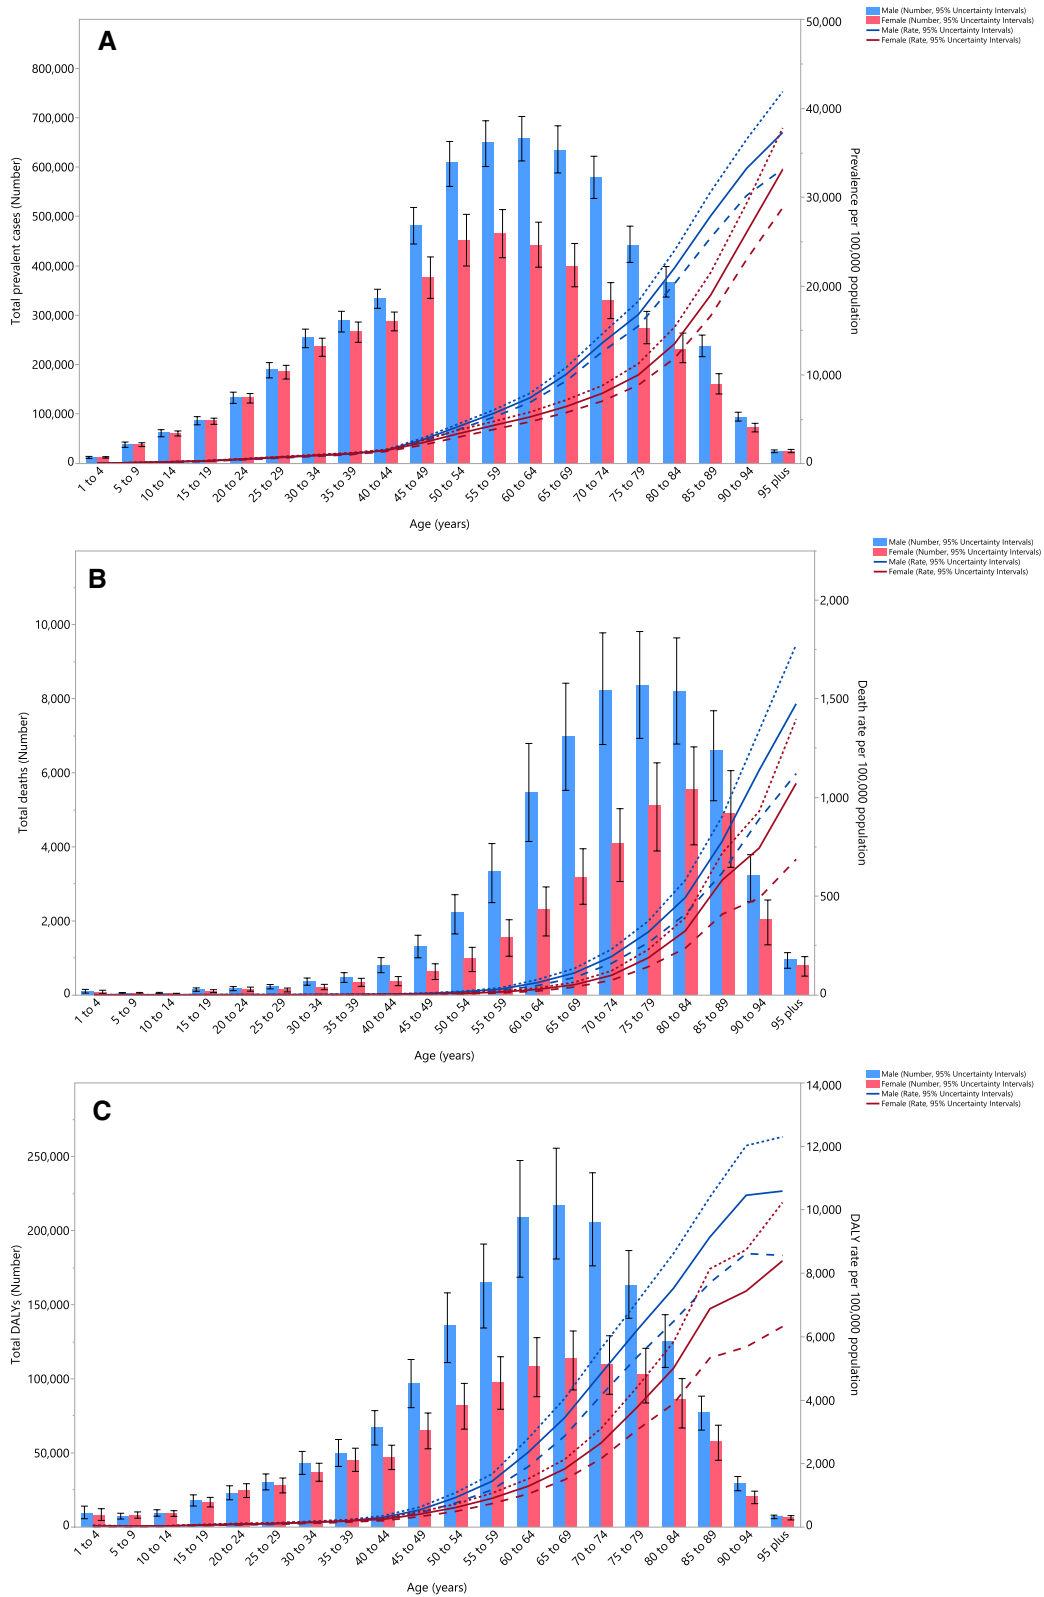 A
Male (Number, 95% Uncertainty Intervals)
Female (Number, 95% Uncertainty Intervals)
Male (Rate, 95% Uncertainty Intervals)
Female (Rate, 95% Uncertainty Intervals)
Total prevalent cases (Number)
800,000
700,000
600,000
500,000
400,000
300,000
200,000
100,000
0
50,000
40,000
30,000
20,000
10,000
0
Prevalence per 100,000 population
1 to 4
5 to 9
10 to 14
15 to 19
20 to 24
25 to 29
30 to 34
35 to 39
40 to 44
45 to 49
50 to 54
55 to 59
60 to 64
65 to 69
70 to 74
75 to 79
80 to 84
85 to 89
90 to 94
95 plus
Age (years)
B
Male (Number, 95% Uncertainty Intervals)
Female (Number, 95% Uncertainty Intervals)
Male (Rate, 95% Uncertainty Intervals)
Female (Rate, 95% Uncertainty Intervals)
Total deaths (Number)
10,000
8,000
6,000
4,000
2,000
0
2,000
1,500
1,000
500
0
Death rate per 100,000 population
1 to 4
5 to 9
10 to 14
15 to 19
20 to 24
25 to 29
30 to 34
35 to 39
40 to 44
45 to 49
50 to 54
55 to 59
60 to 64
65 to 69
70 to 74
75 to 79
80 to 84
85 to 89
90 to 94
95 plus
Age (years)
C
Male (Number, 95% Uncertainty Intervals)
Female (Number, 95% Uncertainty Intervals)
Male (Rate, 95% Uncertainty Intervals)
Female (Rate, 95% Uncertainty Intervals)
Total DALYs (Number)
250,000
200,000
150,000
100,000
50,000
0
14,000
12,000
10,000
8,000
6,000
4,000
2,000
0
DALY rate per 100,000 population
1 to 4
5 to 9
10 to 14
15 to 19
20 to 24
25 to 29
30 to 34
35 to 39
40 to 44
45 to 49
50 to 54
55 to 59
60 to 64
65 to 69
70 to 74
75 to 79
80 to 84
85 to 89
90 to 94
95 plus
Age (years)